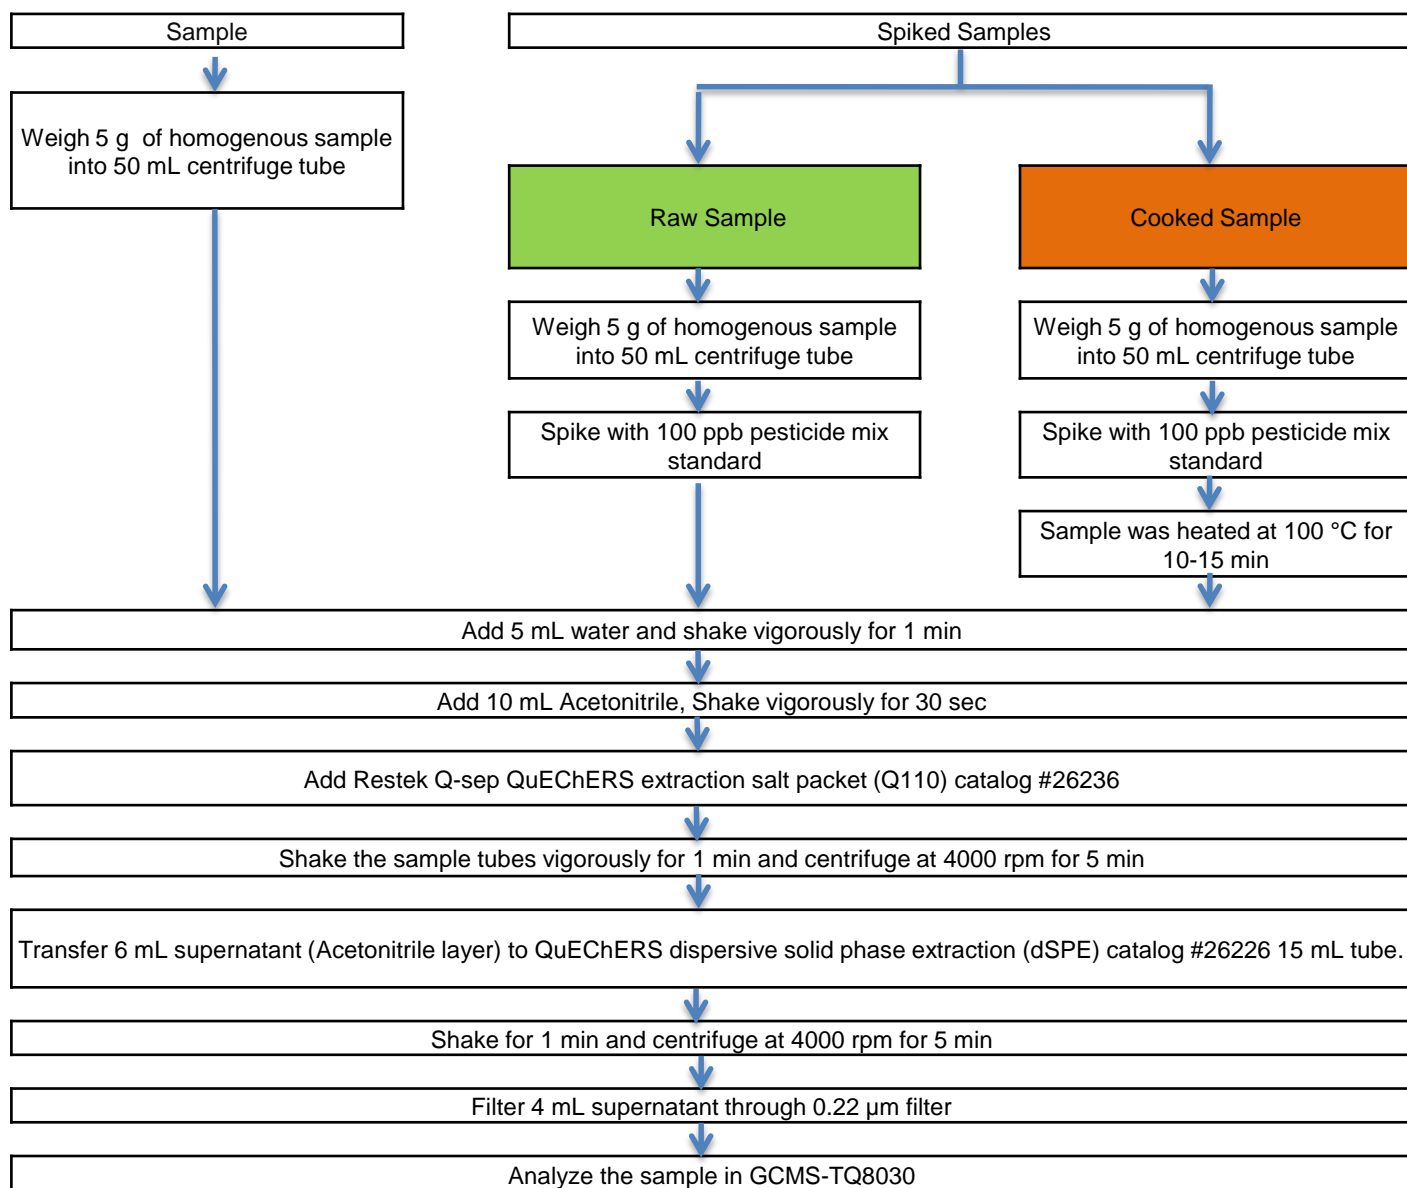 Sample
Spiked Samples
Weigh 5 g of homogenous sample
into 50 mL centrifuge tube
Raw Sample
Cooked Sample
Weigh 5 g of homogenous sample
into 50 mL centrifuge tube
Weigh 5 g of homogenous sample
into 50 mL centrifuge tube
Spike with 100 ppb pesticide mix
standard
Spike with 100 ppb pesticide mix
standard
Sample was heated at 100 °C for
10-15 min
Add 5 mL water and shake vigorously for 1 min
Add 10 mL Acetonitrile, Shake vigorously for 30 sec
Add Restek Q-sep QuEChERS extraction salt packet (Q110) catalog #26236
Shake the sample tubes vigorously for 1 min and centrifuge at 4000 rpm for 5 min
Transfer 6 mL supernatant (Acetonitrile layer) to QuEChERS dispersive solid phase extraction (dSPE) catalog #26226 15 mL tube.
Shake for 1 min and centrifuge at 4000 rpm for 5 min
Filter 4 mL supernatant through 0.22 µm filter
Analyze the sample in GCMS-TQ8030